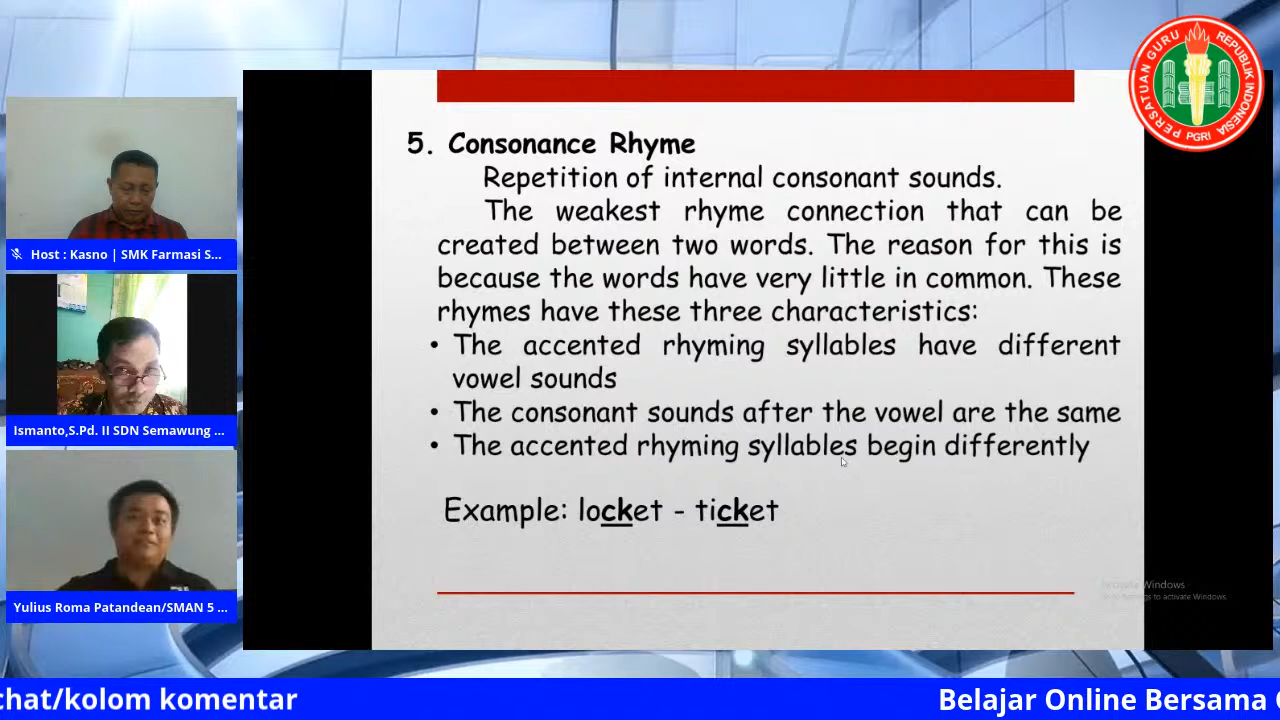 PERSATUAN GURU REPUBLIK INDONESIA
PGRI
5. Consonance Rhyme
Repetition of internal consonant sounds.
The weakest rhyme connection that can be
created between two words. The reason for this is
because the words have very little in common. These
rhymes have these three characteristics:
• The accented rhyming syllables have different
vowel sounds
• The consonant sounds after the vowel are the same
• The accented rhyming syllables begin differently
Example: locket - ticket
Host : Kasno | SMK Farmasi S...
Ismanto,S.Pd. II SDN Semawung ...
Yulius Roma Patandean/SMAN 5 ...
Windows
to activate Windows.
chat/kolom komentar
Belajar Online Bersama